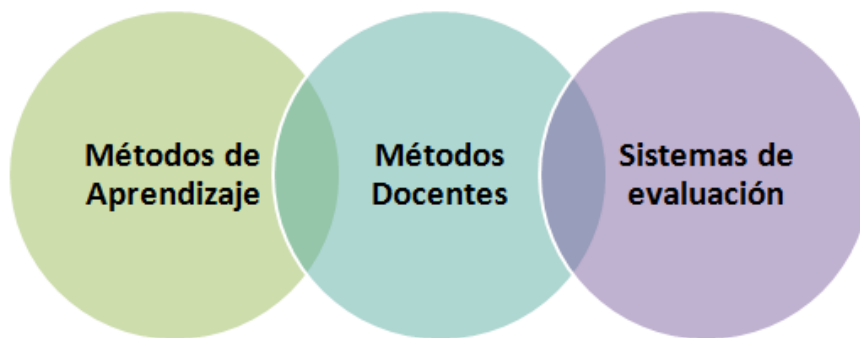 Métodos de
Aprendizaje
Métodos
Docentes
Sistemas de
evaluación